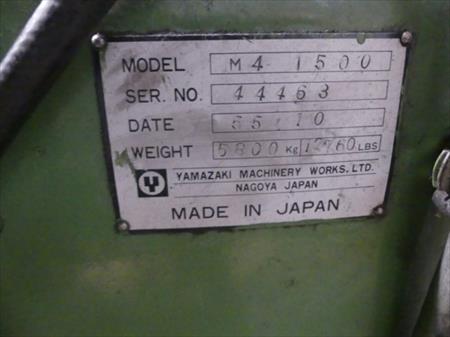 MODEL M4 1500
SER. NO. 44463
DATE 55.10
WEIGHT 5800 KG 12760 LBS
Y YAMAZAKI MACHINERY WORKS, LTD.
NAGOYA JAPAN
MADE IN JAPAN